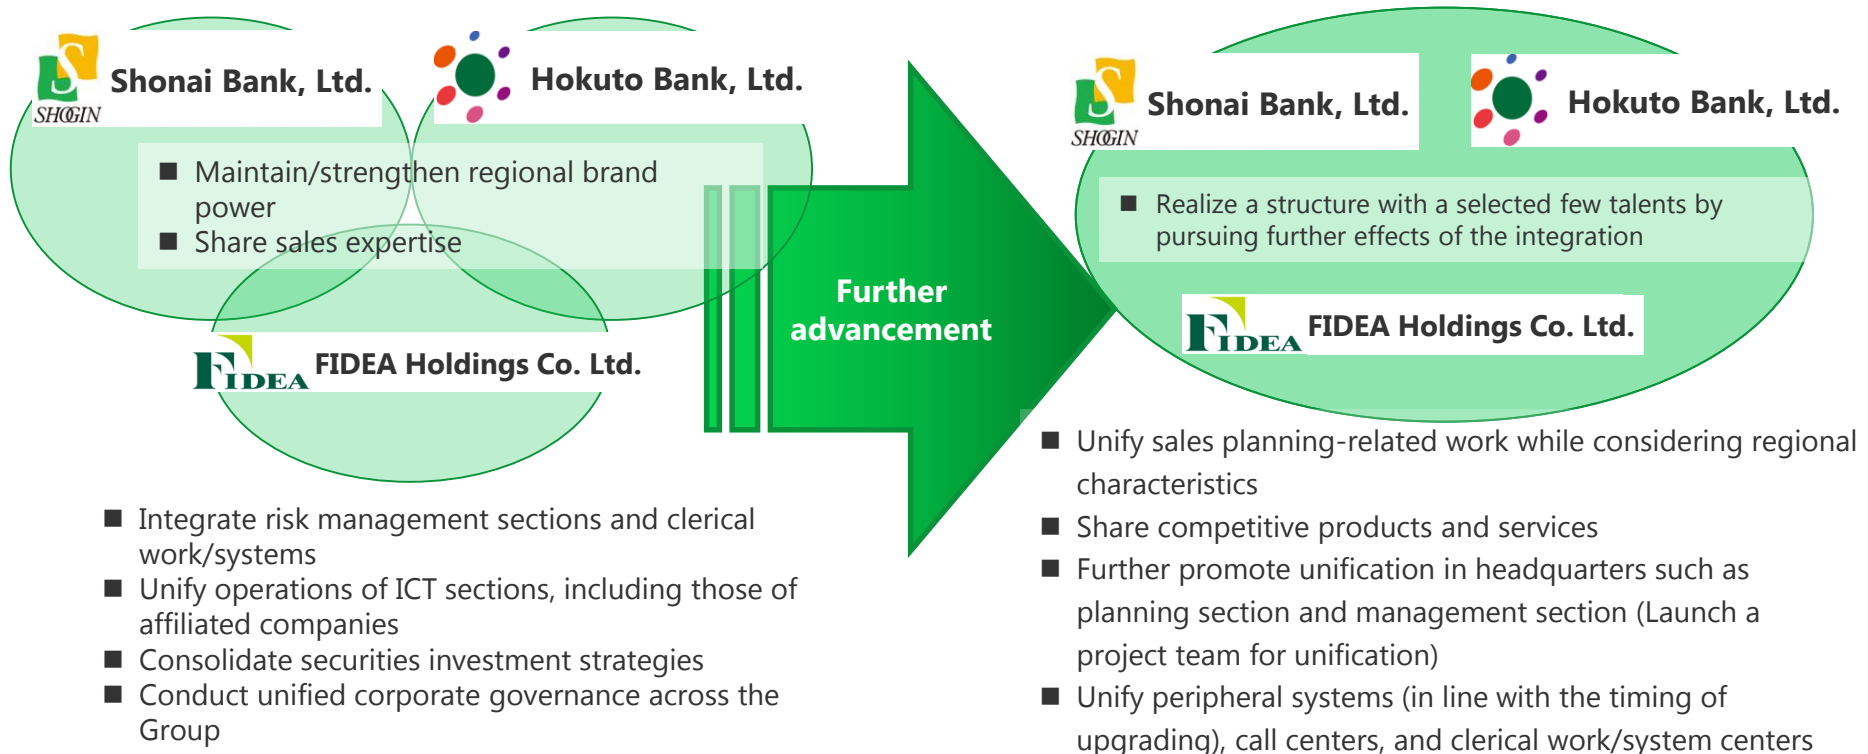 S
SHOGIN
Shonai Bank, Ltd.
Hokuto Bank, Ltd.
■ Maintain/strengthen regional brand
power
■ Share sales expertise
FIDEA
FIDEA Holdings Co. Ltd.
■ Integrate risk management sections and clerical
work/systems
■ Unify operations of ICT sections, including those of
affiliated companies
■ Consolidate securities investment strategies
■ Conduct unified corporate governance across the
Group
Further
advancement
S
SHOGIN
Shonai Bank, Ltd.
Hokuto Bank, Ltd.
■ Realize a structure with a selected few talents by
pursuing further effects of the integration
FIDEA
FIDEA Holdings Co. Ltd.
■ Unify sales planning-related work while considering regional
characteristics
■ Share competitive products and services
■ Further promote unification in headquarters such as
planning section and management section (Launch a
project team for unification)
■ Unify peripheral systems (in line with the timing of
upgrading), call centers, and clerical work/system centers